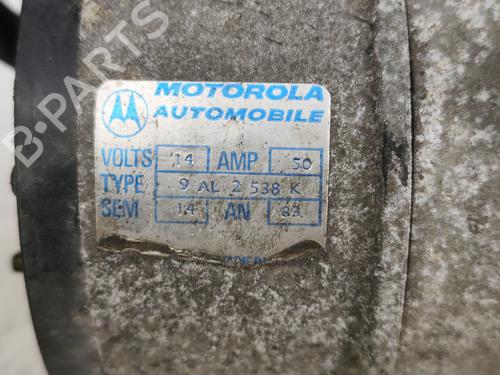 MOTOROLA
AUTOMOBILE
VOLTS 14 AMP 50
TYPE 9 AL 2 538 K
SEM 14 AN 83
B-PARTS